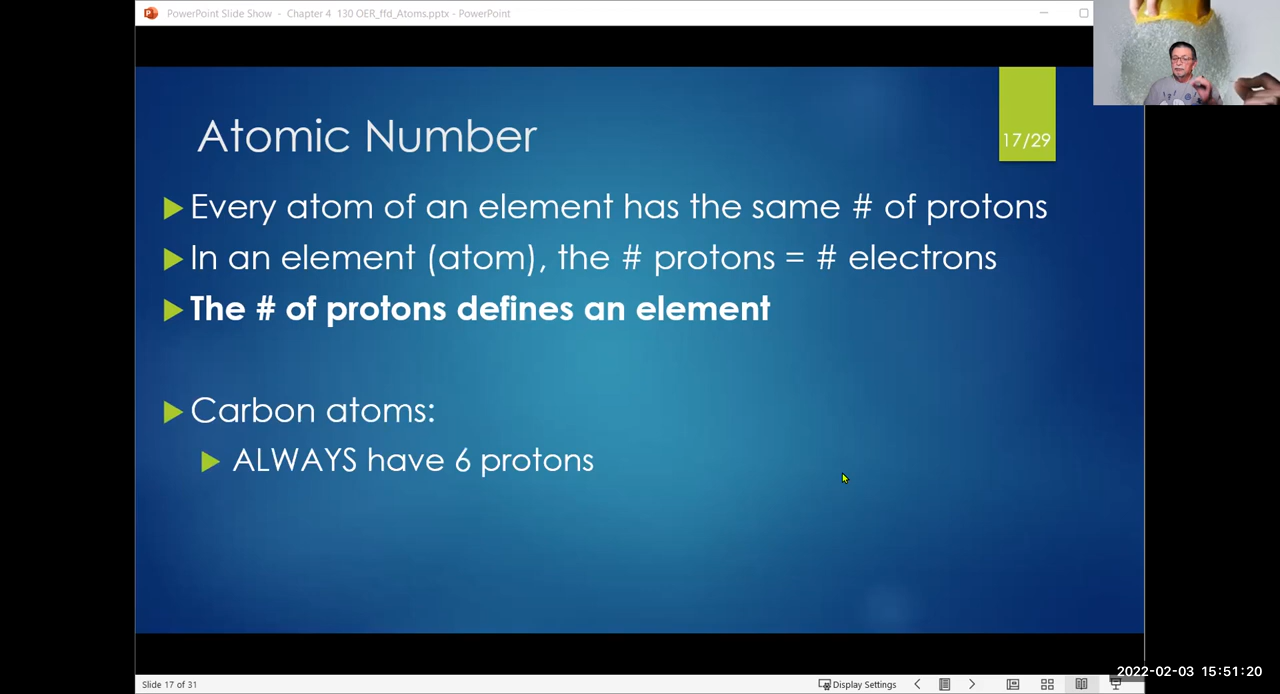 PowerPoint Slide Show - Chapter 4 130 OER_ffd_Atoms.pptx - PowerPoint
Atomic Number
17/29
Every atom of an element has the same # of protons
In an element (atom), the # protons = # electrons
The # of protons defines an element
Carbon atoms:
ALWAYS have 6 protons
2022-02-03 15:51:20
Slide 17 of 31
Display Settings